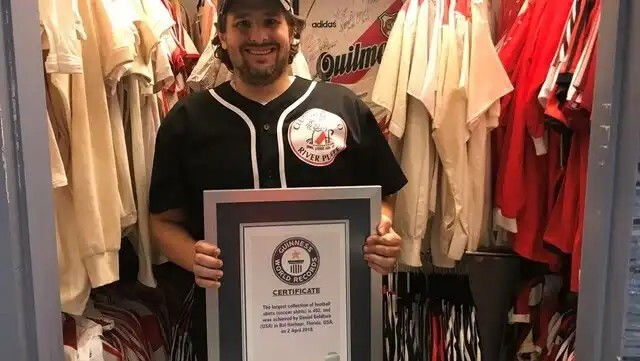 adidas
Quilmes
RIVER PLATE
GUINNESS
WORLD
RECORDS
CERTIFICATE
The largest collection of football
shirts (soccer shirts) is 402, and
was achieved by Daniel Goldfarb
(USA) in Bal Harbour, Florida, USA,
on 2 April 2018